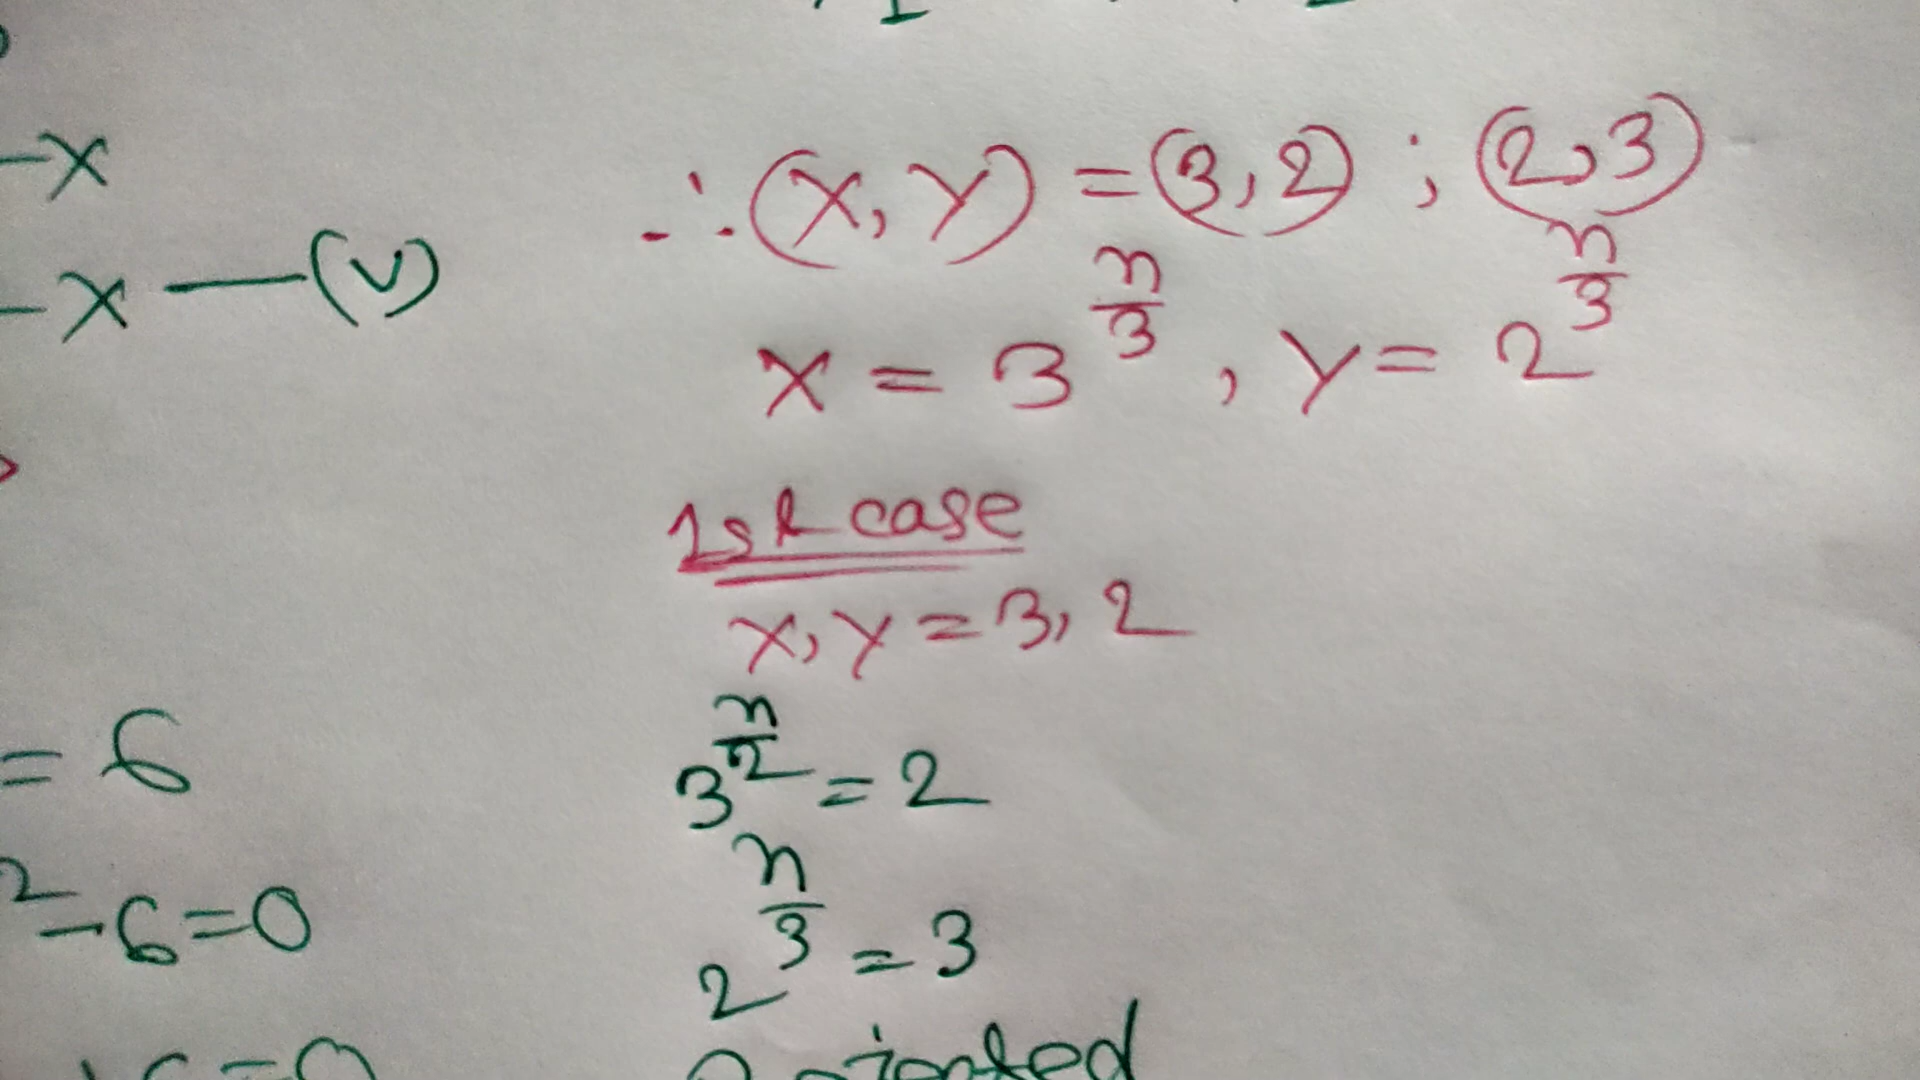 -x
-x —(v)
= 6
2 - 6 = 0
∴ (x, y) = (3, 2) ; (2, 3)
x = 3^(n/3) , y = 2^(n/3)
1st case
x, y = 3, 2
3^(n/2) = 2
2^(n/3) = 3